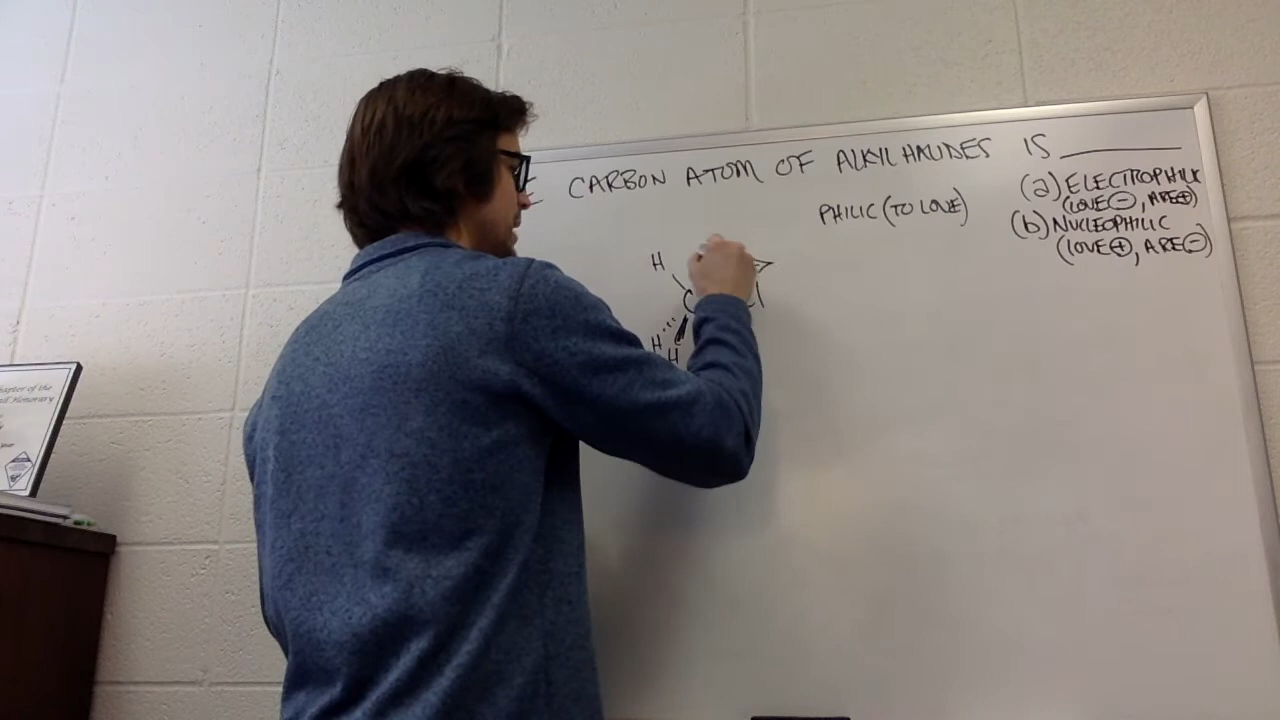 CARBON ATOM OF ALKYL HALIDES IS ________
PHILIC (TO LOVE)
(a) ELECTROPHILIC
(LOVE ⊖, ARE ⊕)
(b) NUCLEOPHILIC
(LOVE ⊕, ARE ⊖)
H
C Cl
H
H